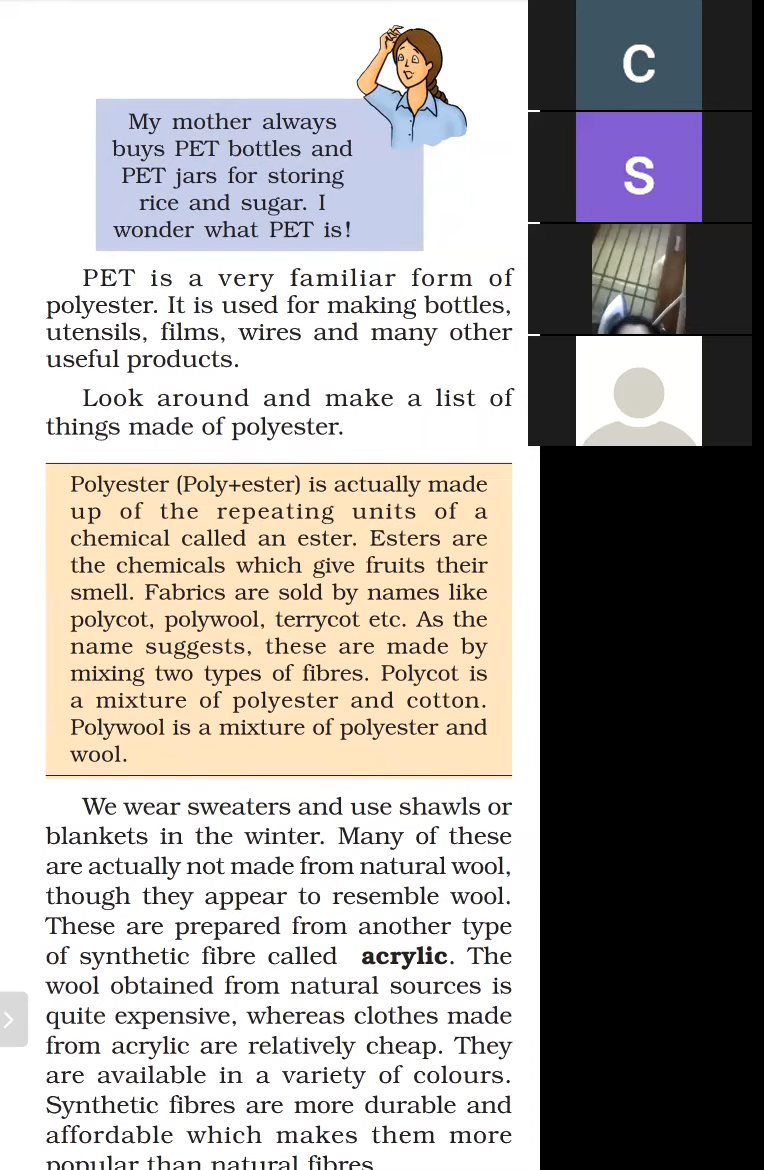 My mother always
buys PET bottles and
PET jars for storing
rice and sugar. I
wonder what PET is!
PET is a very familiar form of
polyester. It is used for making bottles,
utensils, films, wires and many other
useful products.
Look around and make a list of
things made of polyester.
Polyester (Poly+ester) is actually made
up of the repeating units of a
chemical called an ester. Esters are
the chemicals which give fruits their
smell. Fabrics are sold by names like
polycot, polywool, terrycot etc. As the
name suggests, these are made by
mixing two types of fibres. Polycot is
a mixture of polyester and cotton.
Polywool is a mixture of polyester and
wool.
We wear sweaters and use shawls or
blankets in the winter. Many of these
are actually not made from natural wool,
though they appear to resemble wool.
These are prepared from another type
of synthetic fibre called acrylic. The
wool obtained from natural sources is
quite expensive, whereas clothes made
from acrylic are relatively cheap. They
are available in a variety of colours.
Synthetic fibres are more durable and
affordable which makes them more
popular than natural fibres.
C
S